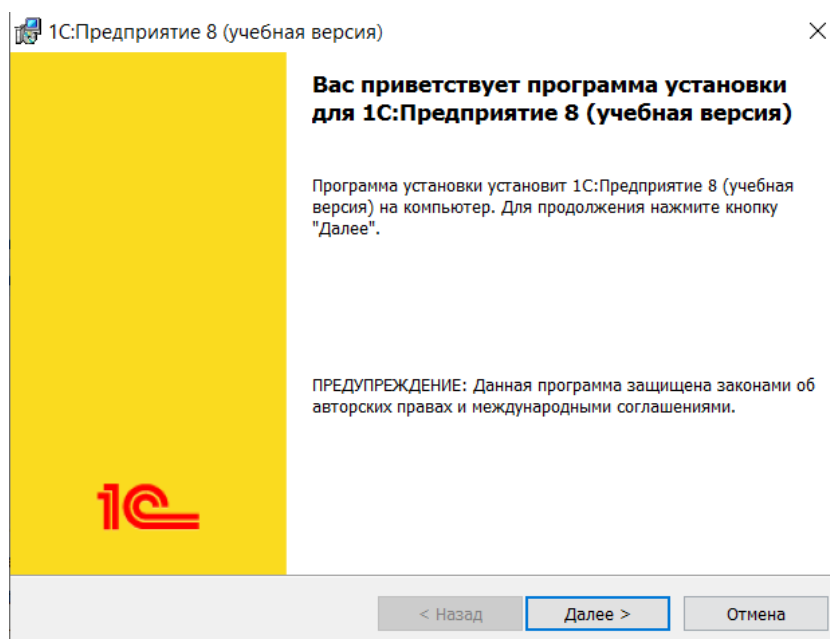 1С:Предприятие 8 (учебная версия)
Вас приветствует программа установки
для 1С:Предприятие 8 (учебная версия)
Программа установки установит 1С:Предприятие 8 (учебная
версия) на компьютер. Для продолжения нажмите кнопку
"Далее".
ПРЕДУПРЕЖДЕНИЕ: Данная программа защищена законами об
авторских правах и международными соглашениями.
1С
< Назад
Далее >
Отмена